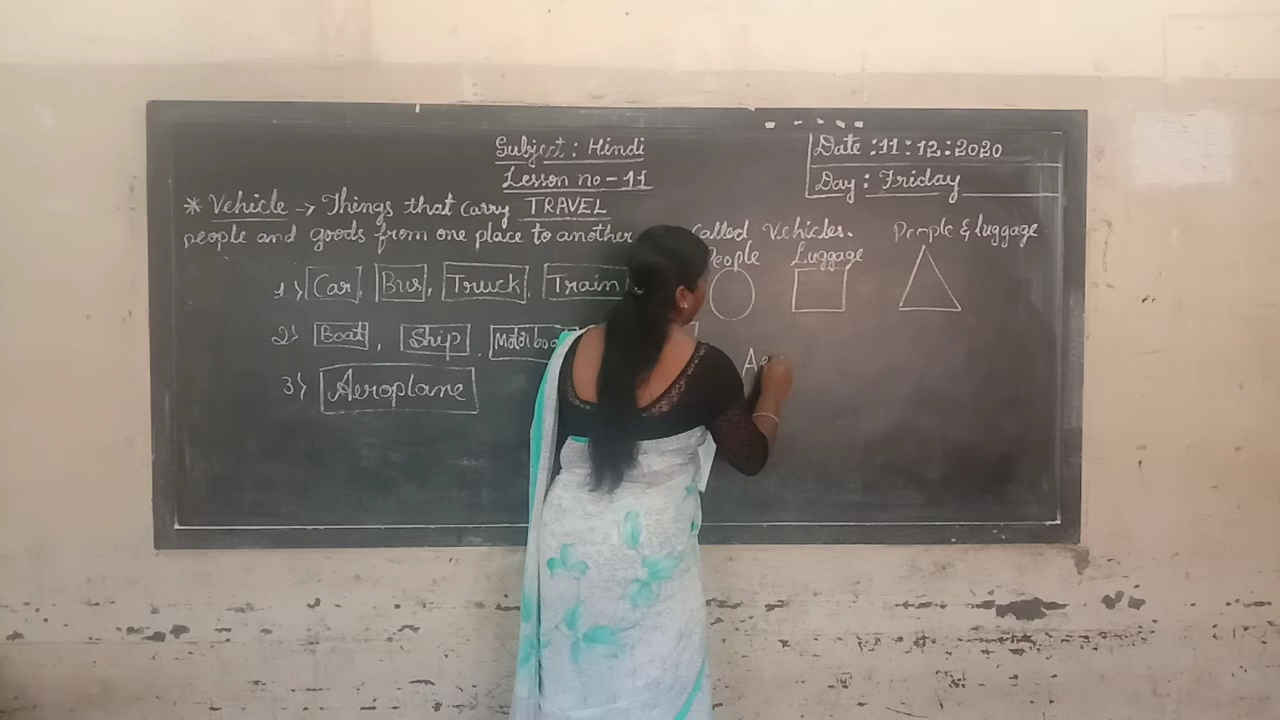 Subject : Hindi
Lesson no - 11
Date : 11 : 12 : 2020
Day : Friday
* Vehicle → Things that carry TRAVEL
people and goods from one place to another called Vehicles.
People Luggage People & luggage
1) Car, Bus, Truck, Train
2) Boat, Ship, Motorboa
3) Aeroplane
Ae